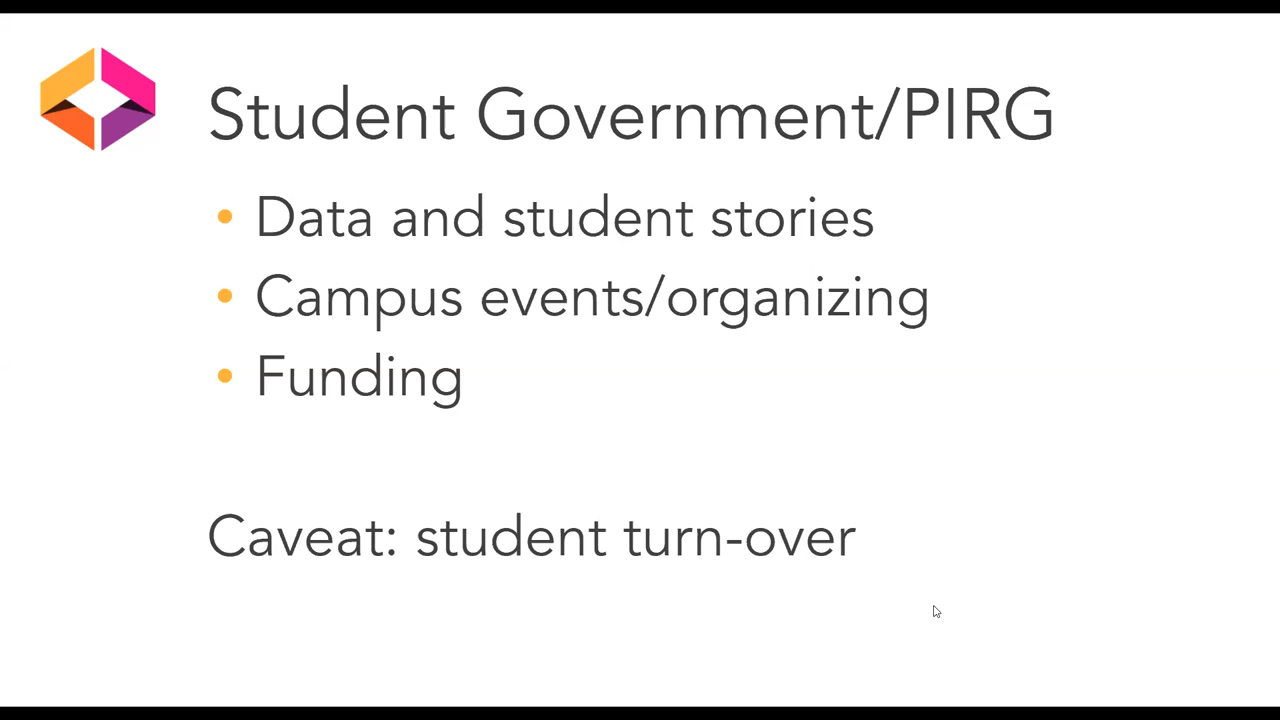 Student Government/PIRG
• Data and student stories
• Campus events/organizing
• Funding
Caveat: student turn-over